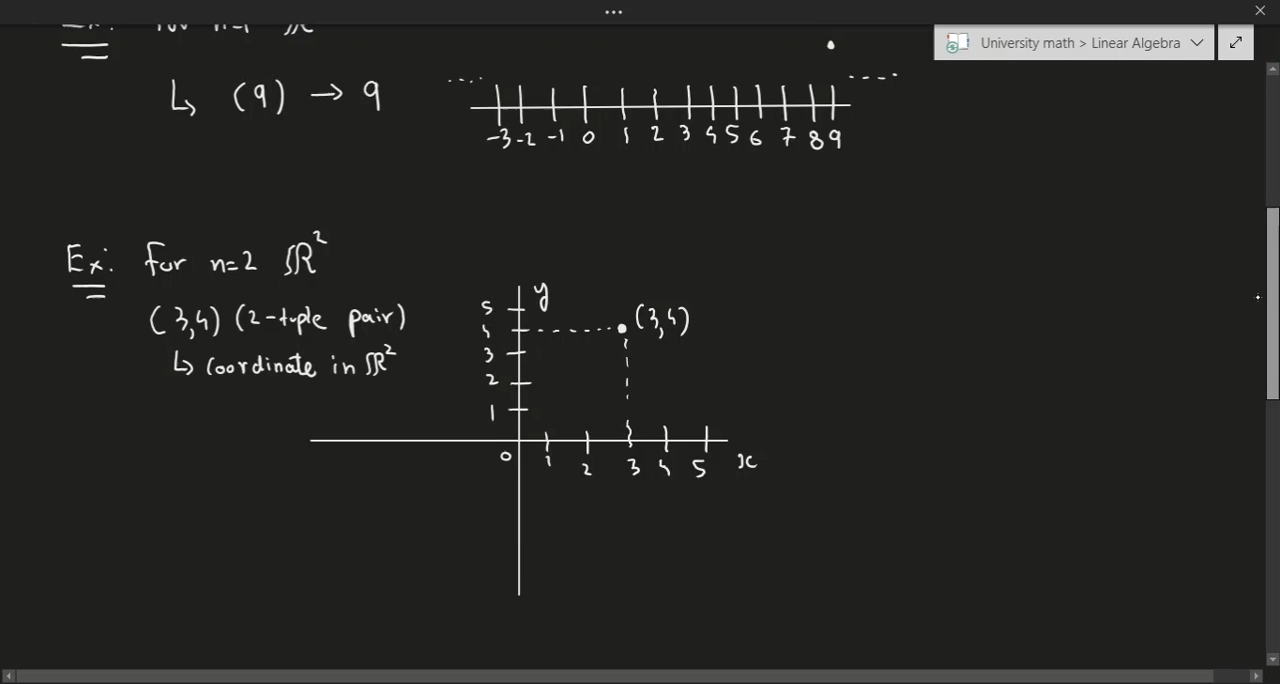 University math > Linear Algebra
↳ (9) → 9
-3 -2 -1 0 1 2 3 4 5 6 7 8 9
Ex: For n=2 ℝ²
(3,4) (2-tuple pair)
↳ coordinate in ℝ²
y
5
4
(3,4)
3
2
1
0 1 2 3 4 5 x